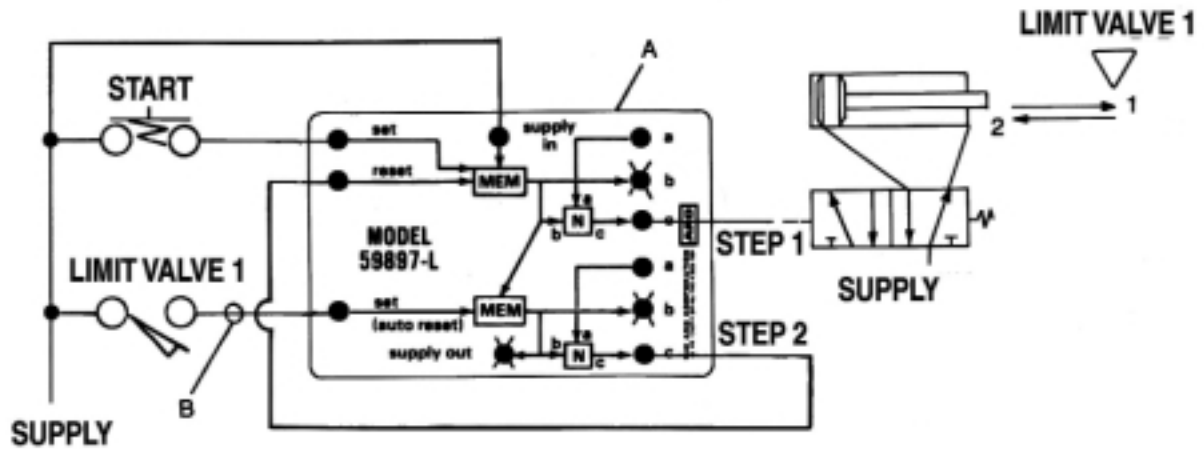 LIMIT VALVE 1
A
START
1
2
set
supply
in
a
reset
MEM
b
a
b
N
c
MODEL
59897-L
ARO
STEP 1
SUPPLY
LIMIT VALVE 1
a
set
MEM
b
(auto reset)
a
STEP 2
supply out
b
N
c
c
B
SUPPLY